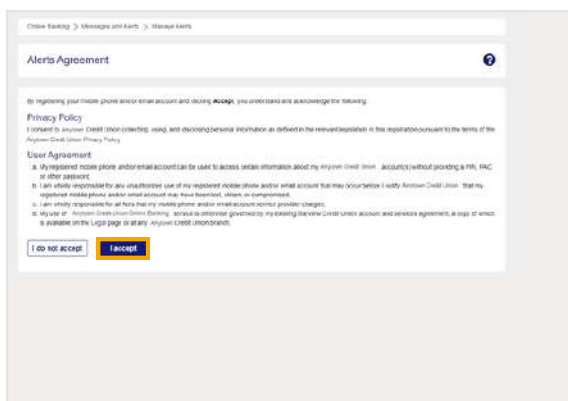 Online Banking > Messages and Alerts > Manage Alerts
Alerts Agreement
?
By registering your mobile phone and/or email account and clicking Accept, you understand and acknowledge the following:
Privacy Policy
I consent to Anytown Credit Union collecting, using, and disclosing personal information as defined in the relevant legislation in this registration pursuant to the terms of the
Anytown Credit Union Privacy Policy
User Agreement
a. My registered mobile phone and/or email account can be used to access certain information about my Anytown Credit Union account(s) without providing a PIN, PAC
or other password.
b. I am wholly responsible for any unauthorized use of my registered mobile phone and/or email account that may occur before I notify Anytown Credit Union that my
registered mobile phone and/or email account may have been lost, stolen, or compromised.
c. I am wholly responsible for all fees that my mobile phone and/or email account service provider charges.
d. My use of Anytown Credit Union Online Banking service is otherwise governed by my existing Credit Union account and services agreement, a copy of which
is available on the Legal page or at any Anytown Credit Union branch.
I do not accept
I accept